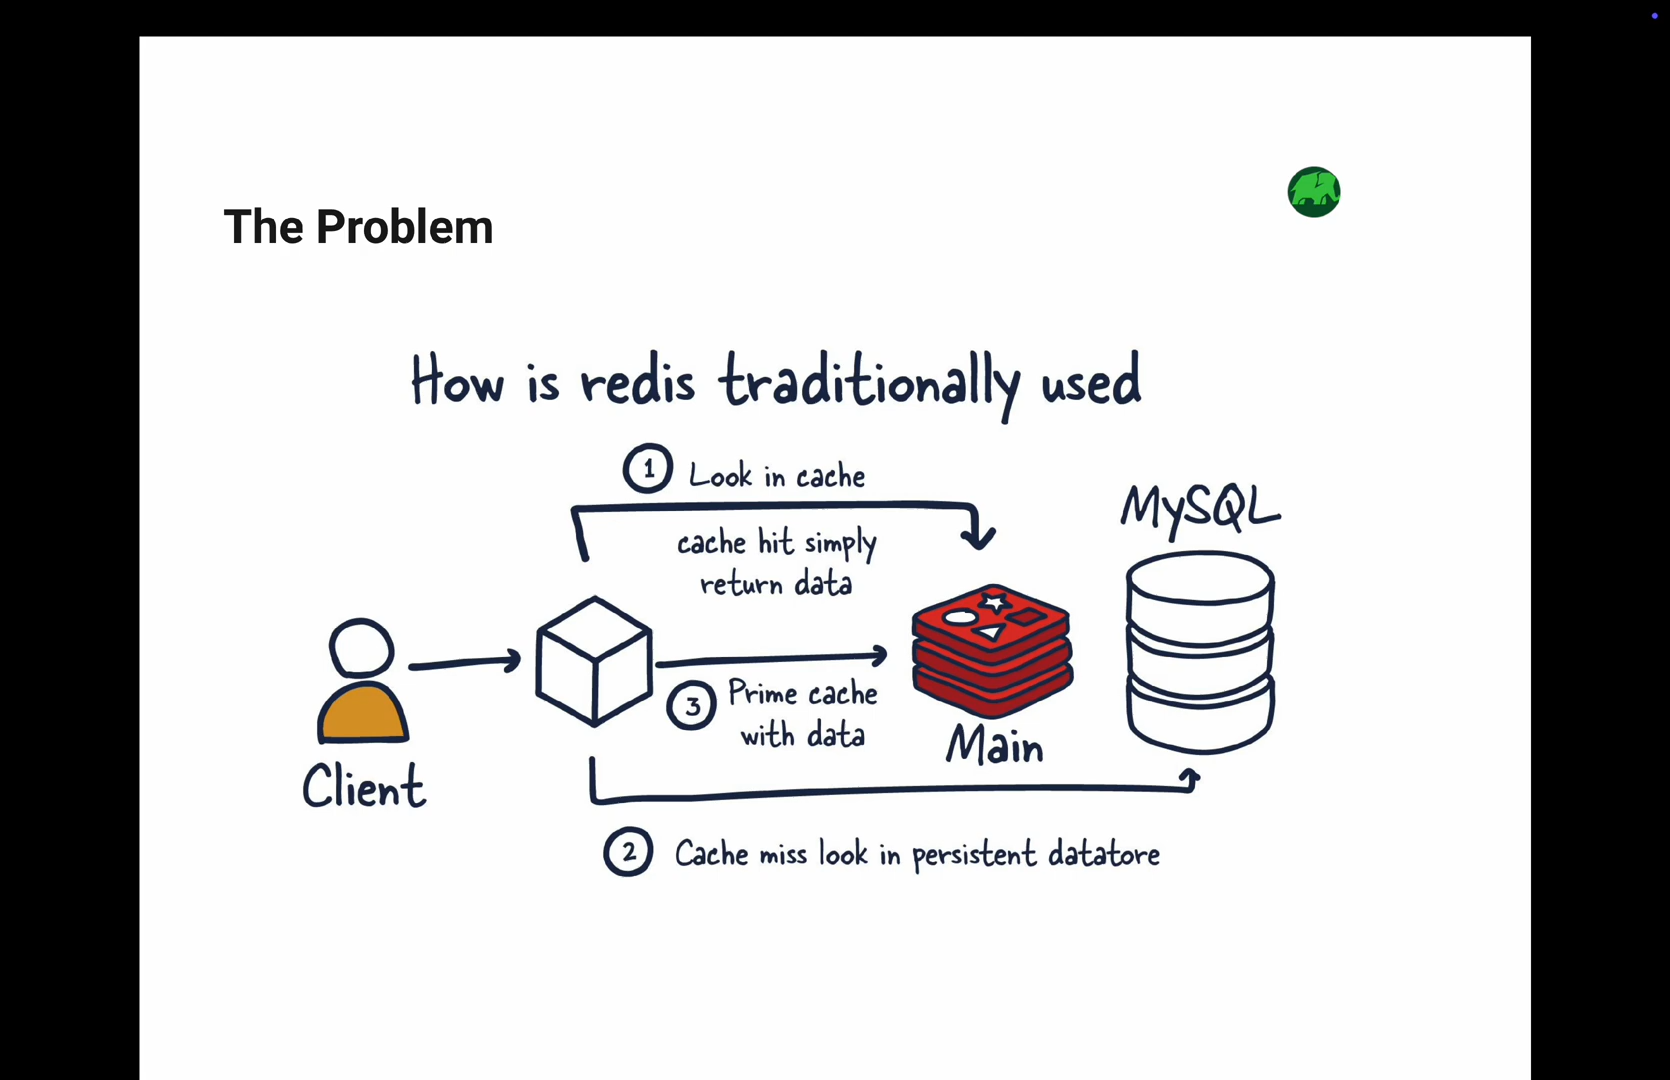 The Problem
How is redis traditionally used
1 Look in cache
cache hit simply
return data
MySQL
3 Prime cache
with data
Main
Client
2 Cache miss look in persistent datatore